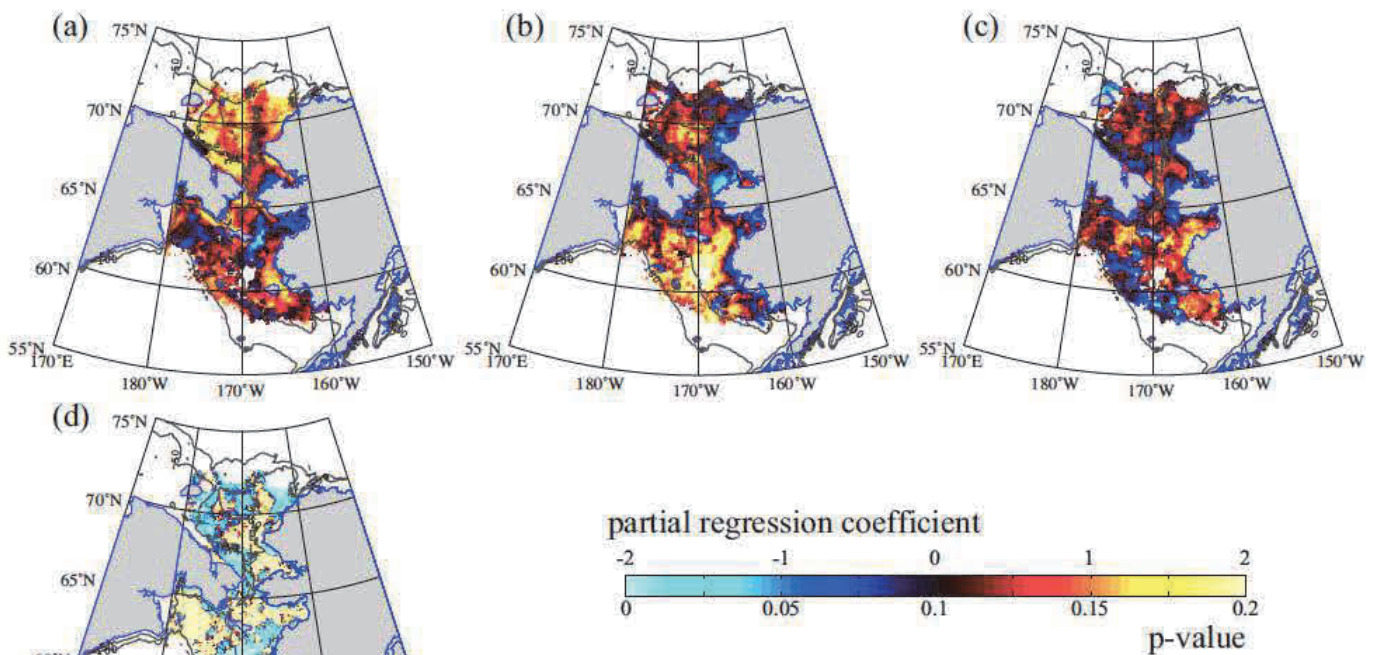 (a) (b) (c)
75°N 75°N 75°N
70°N 70°N 70°N
65°N 65°N 65°N
60°N 60°N 60°N
55°N 55°N 55°N
170°E 150°W 170°E 150°W 170°E 150°W
180°W 160°W 180°W 160°W 180°W 160°W
170°W 170°W 170°W
(d)
75°N
70°N
65°N
partial regression coefficient
-2 -1 0 1 2
0 0.05 0.1 0.15 0.2
p-value